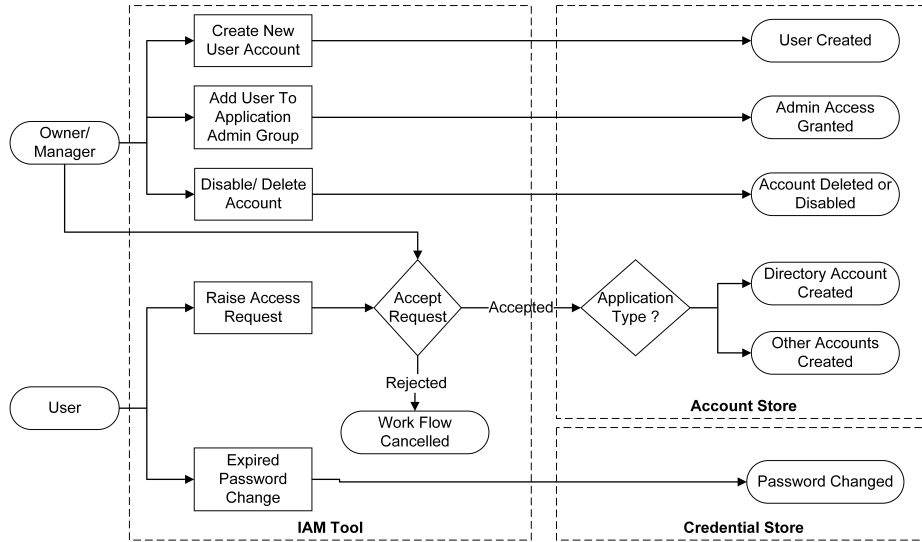 Create New
User Account
User Created
Add User To
Application
Admin Group
Admin Access
Granted
Owner/
Manager
Disable/ Delete
Account
Account Deleted or
Disabled
Raise Access
Request
Accept
Request
Accepted
Application
Type ?
Directory Account
Created
Other Accounts
Created
Rejected
Work Flow
Cancelled
User
Account Store
Expired
Password
Change
Password Changed
IAM Tool
Credential Store